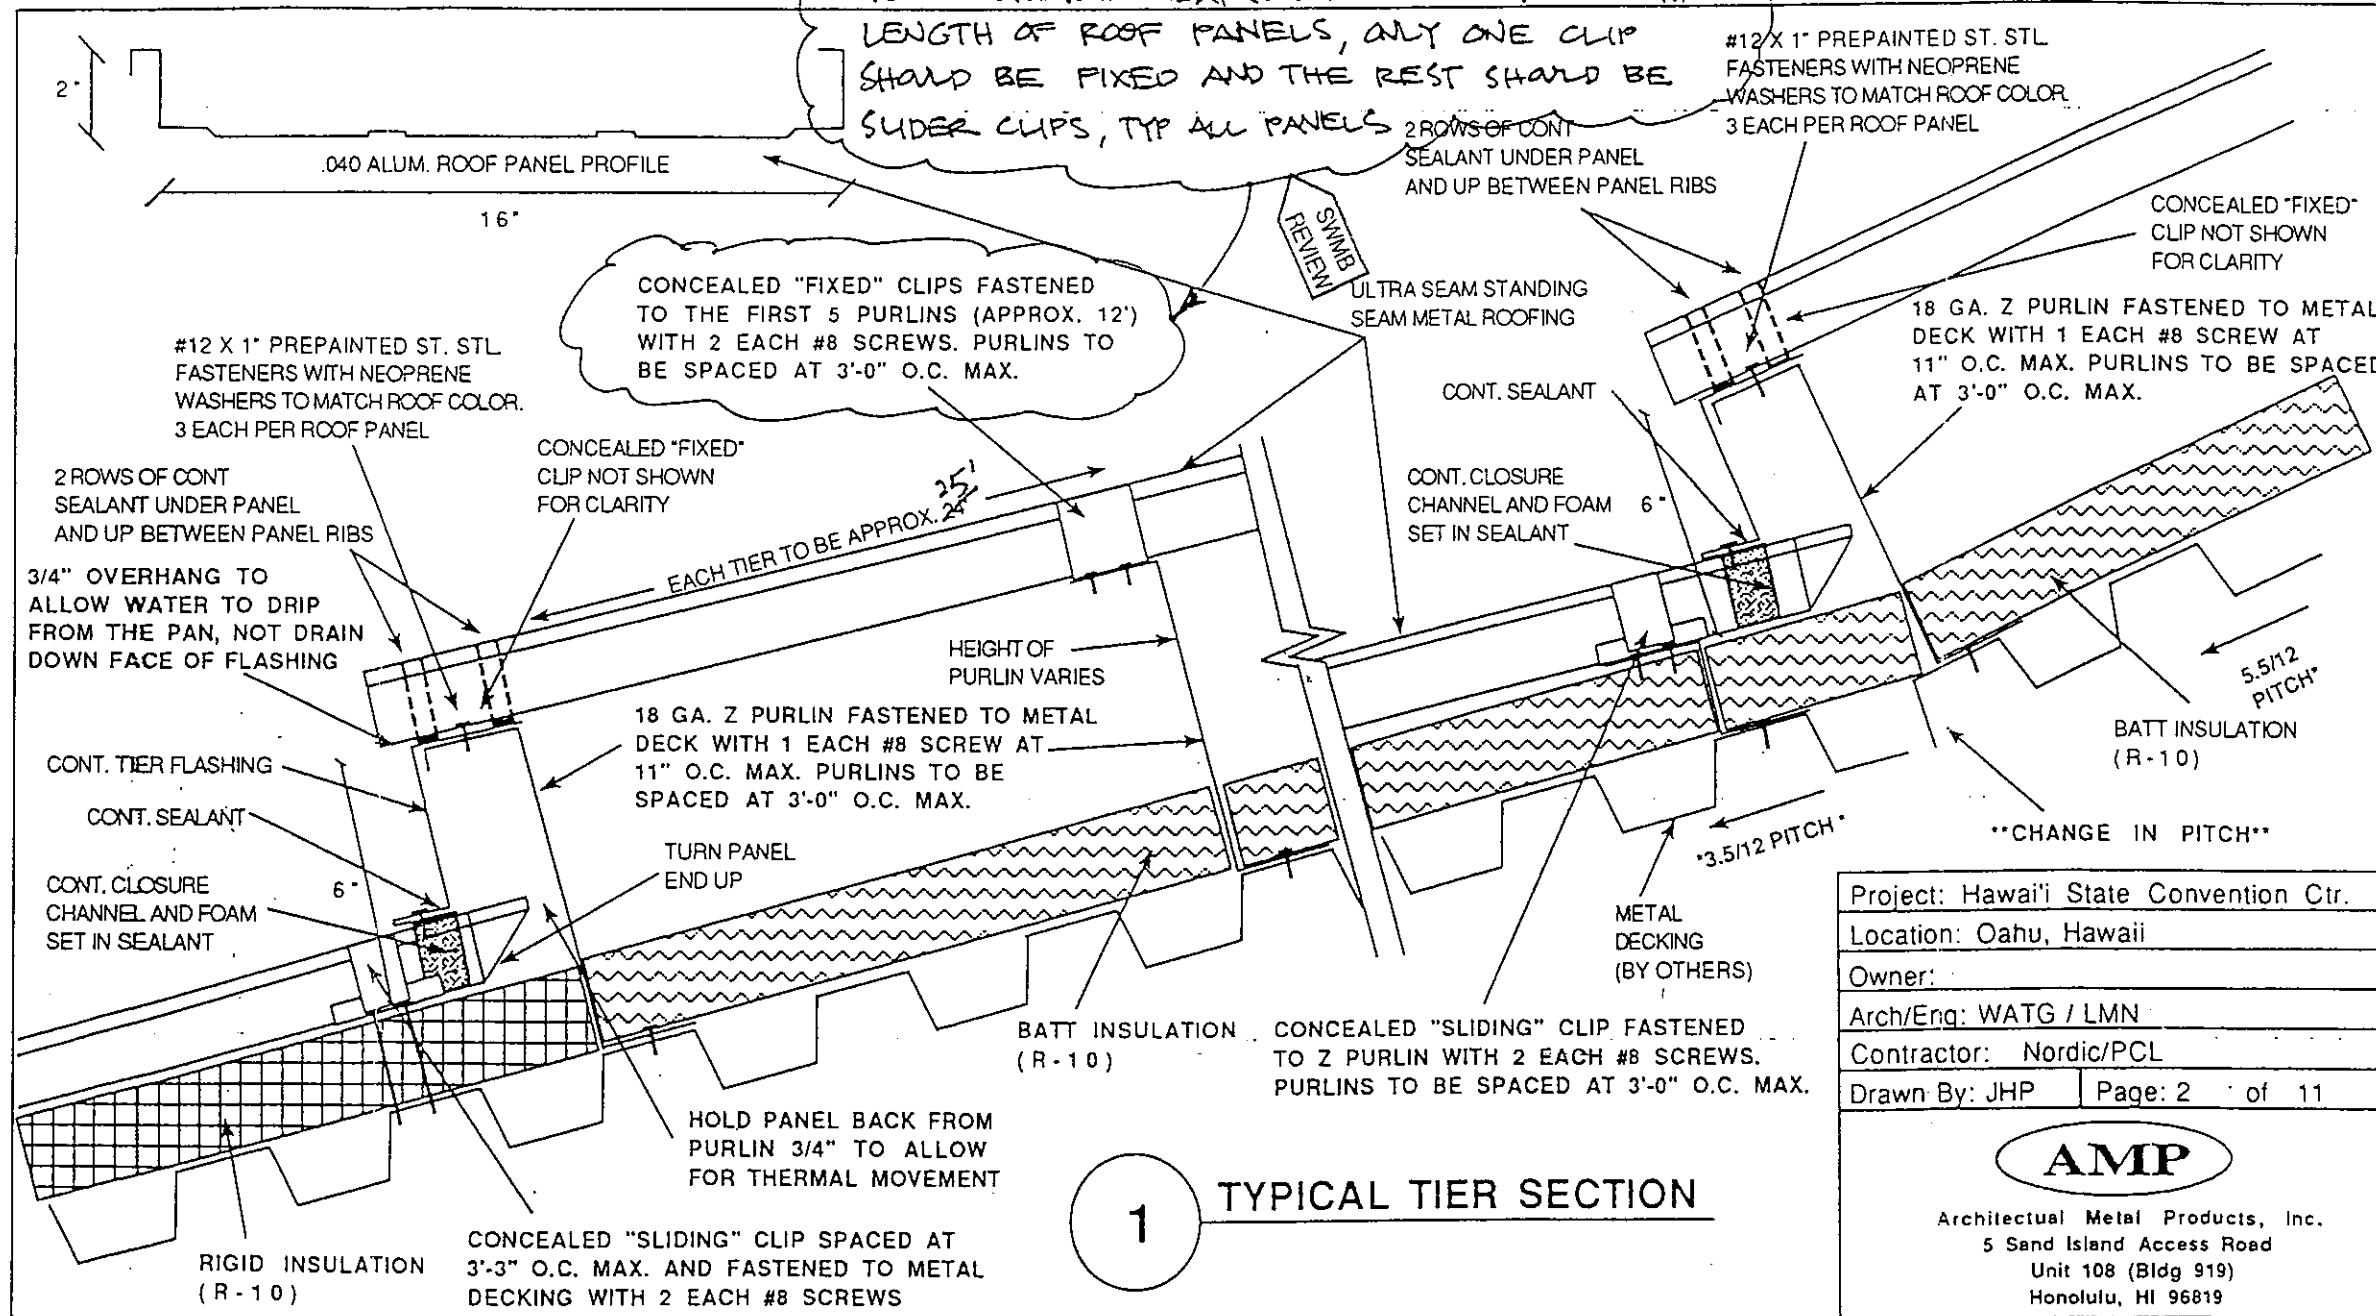 LENGTH OF ROOF PANELS, ONLY ONE CLIP
SHOULD BE FIXED AND THE REST SHOULD BE
SLIDER CLIPS, TYP ALL PANELS
2"
.040 ALUM. ROOF PANEL PROFILE
16"
#12 X 1" PREPAINTED ST. STL
FASTENERS WITH NEOPRENE
WASHERS TO MATCH ROOF COLOR.
3 EACH PER ROOF PANEL
2 ROWS OF CONT
SEALANT UNDER PANEL
AND UP BETWEEN PANEL RIBS
SWMB
REVIEW
CONCEALED "FIXED"
CLIP NOT SHOWN
FOR CLARITY
CONCEALED "FIXED" CLIPS FASTENED
TO THE FIRST 5 PURLINS (APPROX. 12')
WITH 2 EACH #8 SCREWS. PURLINS TO
BE SPACED AT 3'-0" O.C. MAX.
ULTRA SEAM STANDING
SEAM METAL ROOFING
18 GA. Z PURLIN FASTENED TO METAL
DECK WITH 1 EACH #8 SCREW AT
11" O.C. MAX. PURLINS TO BE SPACED
AT 3'-0" O.C. MAX.
#12 X 1" PREPAINTED ST. STL
FASTENERS WITH NEOPRENE
WASHERS TO MATCH ROOF COLOR.
3 EACH PER ROOF PANEL
CONT. SEALANT
CONCEALED "FIXED"
CLIP NOT SHOWN
FOR CLARITY
2 ROWS OF CONT
SEALANT UNDER PANEL
AND UP BETWEEN PANEL RIBS
CONT. CLOSURE
CHANNEL AND FOAM
SET IN SEALANT
6"
25'
EACH TIER TO BE APPROX. 24'
3/4" OVERHANG TO
ALLOW WATER TO DRIP
FROM THE PAN, NOT DRAIN
DOWN FACE OF FLASHING
HEIGHT OF
PURLIN VARIES
5.5/12
PITCH*
18 GA. Z PURLIN FASTENED TO METAL
DECK WITH 1 EACH #8 SCREW AT
11" O.C. MAX. PURLINS TO BE
SPACED AT 3'-0" O.C. MAX.
BATT INSULATION
(R-10)
CONT. TIER FLASHING
CONT. SEALANT
*3.5/12 PITCH*
**CHANGE IN PITCH**
TURN PANEL
END UP
CONT. CLOSURE
CHANNEL AND FOAM
SET IN SEALANT
6"
METAL
DECKING
(BY OTHERS)
BATT INSULATION
(R-10)
CONCEALED "SLIDING" CLIP FASTENED
TO Z PURLIN WITH 2 EACH #8 SCREWS.
PURLINS TO BE SPACED AT 3'-0" O.C. MAX.
HOLD PANEL BACK FROM
PURLIN 3/4" TO ALLOW
FOR THERMAL MOVEMENT
RIGID INSULATION
(R-10)
CONCEALED "SLIDING" CLIP SPACED AT
3'-3" O.C. MAX. AND FASTENED TO METAL
DECKING WITH 2 EACH #8 SCREWS
1
TYPICAL TIER SECTION
Project: Hawai'i State Convention Ctr.
Location: Oahu, Hawaii
Owner:
Arch/Eng: WATG / LMN
Contractor: Nordic/PCL
Drawn By: JHP
Page: 2 of 11
AMP
Architectual Metal Products, Inc.
5 Sand Island Access Road
Unit 108 (Bldg 919)
Honolulu, HI 96819